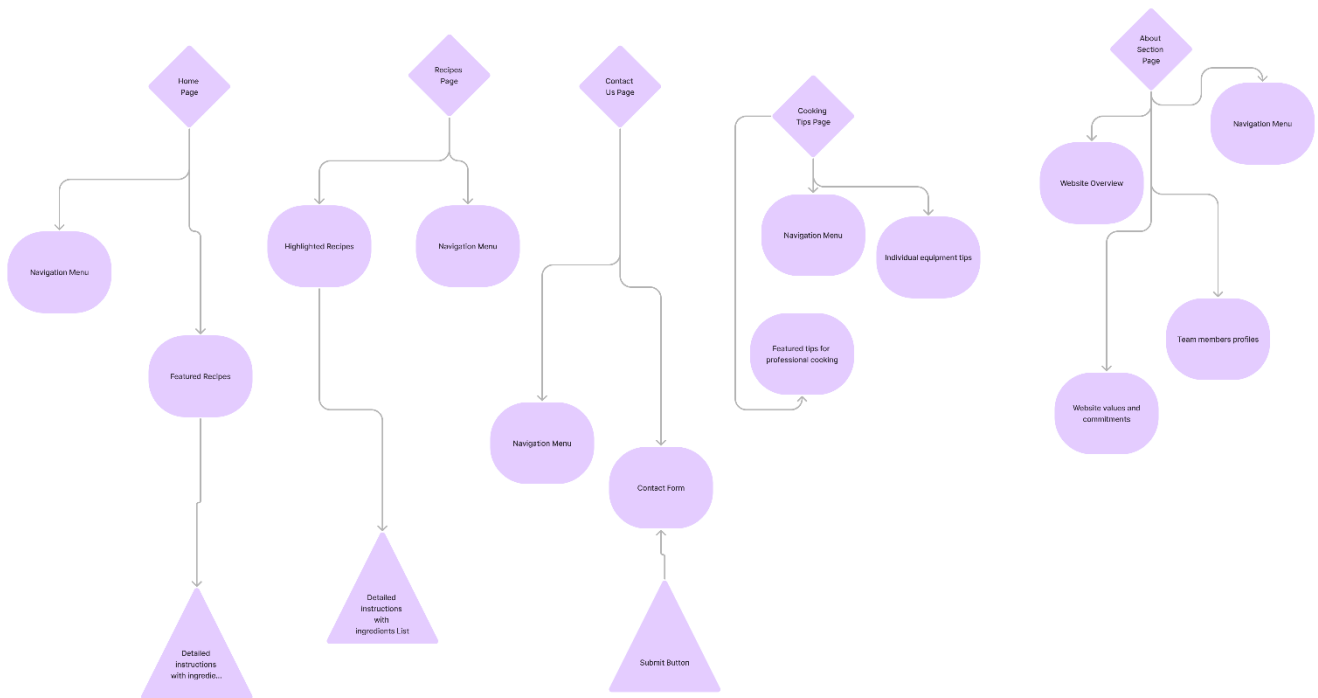 Home
Page
Navigation Menu
Featured Recipes
Detailed
instructions
with ingredie...
Recipes
Page
Highlighted Recipes
Navigation Menu
Detailed
instructions
with
ingredients List
Contact
Us Page
Navigation Menu
Contact Form
Submit Button
Cooking
Tips Page
Navigation Menu
Individual equipment tips
Featured tips for
professional cooking
About
Section
Page
Navigation Menu
Website Overview
Team members profiles
Website values and
commitments